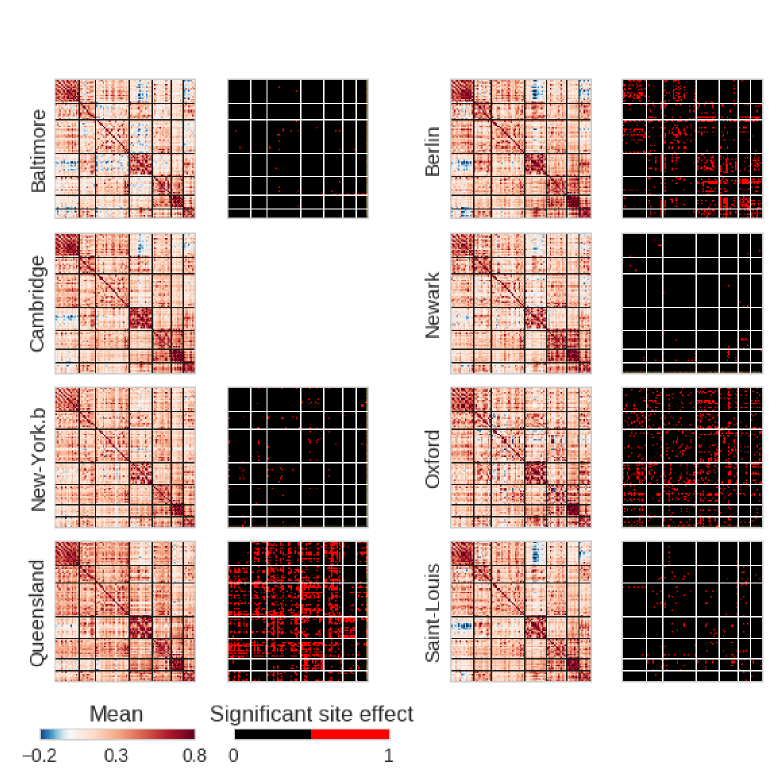 Baltimore
Berlin
Cambridge
Newark
New-York.b
Oxford
Queensland
Saint-Louis
Mean
Significant site effect
−0.2 0.3 0.8
0 1